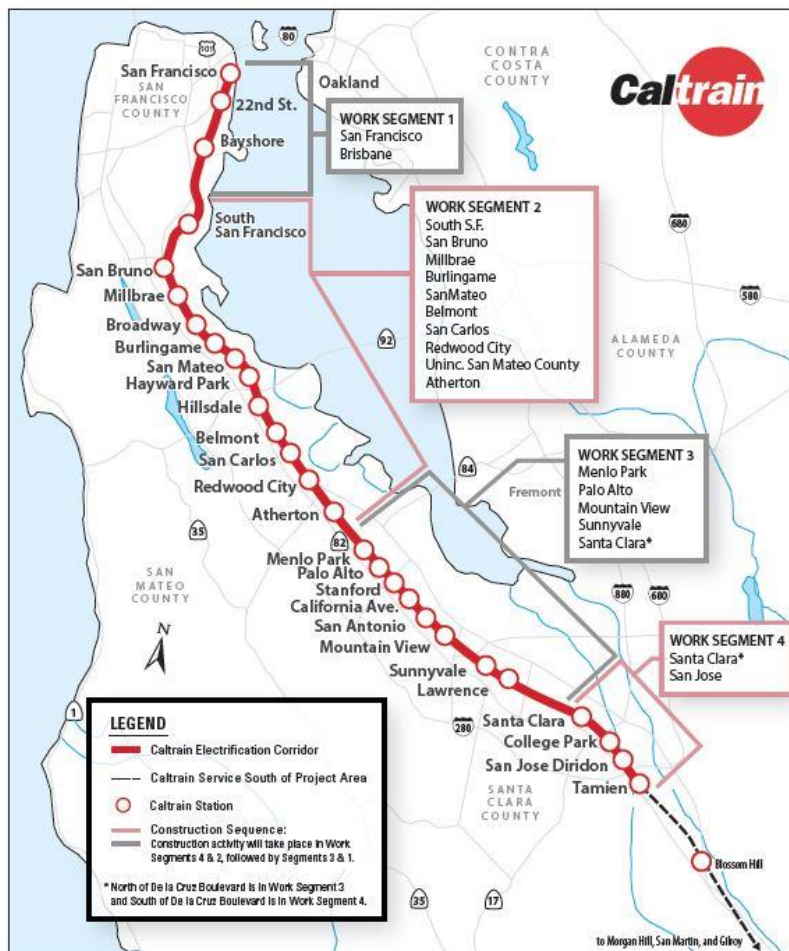 101
80
CONTRA
COSTA
COUNTY
Caltrain
San Francisco
SAN
FRANCISCO
COUNTY
Oakland
22nd St.
Bayshore
WORK SEGMENT 1
San Francisco
Brisbane
South
San Francisco
WORK SEGMENT 2
South S.F.
San Bruno
Millbrae
Burlingame
SanMateo
Belmont
San Carlos
Redwood City
Uninc. San Mateo County
Atherton
680
580
San Bruno
Millbrae
Broadway
Burlingame
San Mateo
Hayward Park
Hillsdale
Belmont
San Carlos
Redwood City
Atherton
92
ALAMEDA
COUNTY
84
Fremont
WORK SEGMENT 3
Menlo Park
Palo Alto
Mountain View
Sunnyvale
Santa Clara*
35
82
SAN
MATEO
COUNTY
N
Menlo Park
Palo Alto
Stanford
California Ave.
San Antonio
Mountain View
Sunnyvale
Lawrence
880
680
WORK SEGMENT 4
Santa Clara*
San Jose
1
280
Santa Clara
College Park
San Jose Diridon
Tamien
SANTA
CLARA
COUNTY
LEGEND
Caltrain Electrification Corridor
Caltrain Service South of Project Area
Caltrain Station
Construction Sequence:
Construction activity will take place in Work
Segments 4 & 2, followed by Segments 3 & 1.
* North of De la Cruz Boulevard is in Work Segment 3
and South of De la Cruz Boulevard is in Work Segment 4.
Blossom Hill
35
17
to Morgan Hill, San Martin, and Gilroy